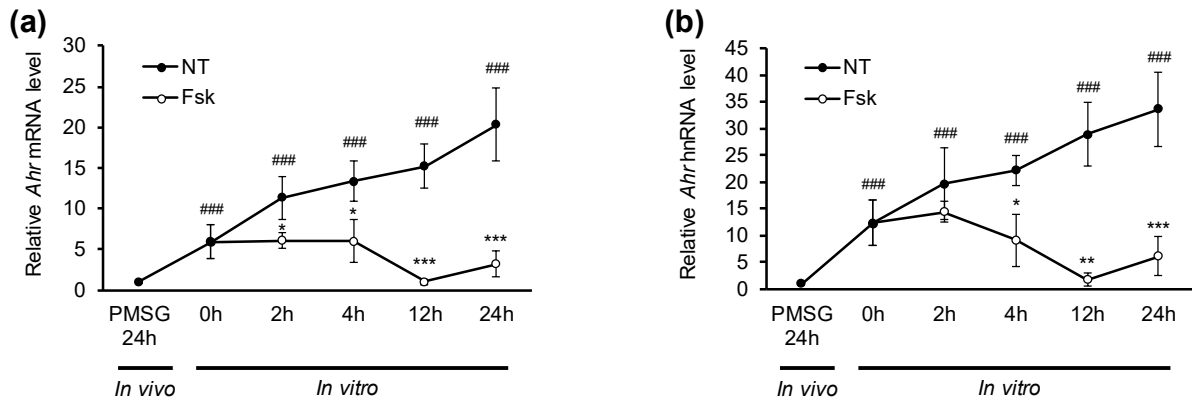 (a)
Relative Ahr mRNA level
30
25
20
15
10
5
0
NT
Fsk
###
###
###
###
###
*
*
***
***
PMSG
24h
0h
2h
4h
12h
24h
In vivo
In vitro
(b)
Relative Ahr hnRNA level
45
40
35
30
25
20
15
10
5
0
NT
Fsk
###
###
###
###
###
*
**
***
PMSG
24h
0h
2h
4h
12h
24h
In vivo
In vitro